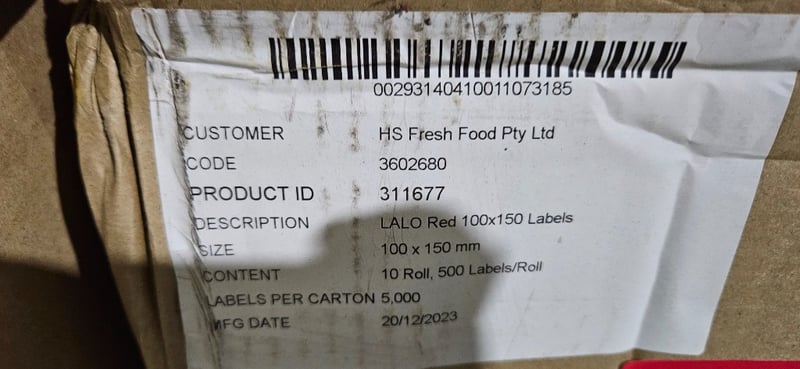 00293140410011073185
CUSTOMER HS Fresh Food Pty Ltd
CODE 3602680
PRODUCT ID 311677
DESCRIPTION LALO Red 100x150 Labels
SIZE 100 x 150 mm
CONTENT 10 Roll, 500 Labels/Roll
LABELS PER CARTON 5,000
MFG DATE 20/12/2023